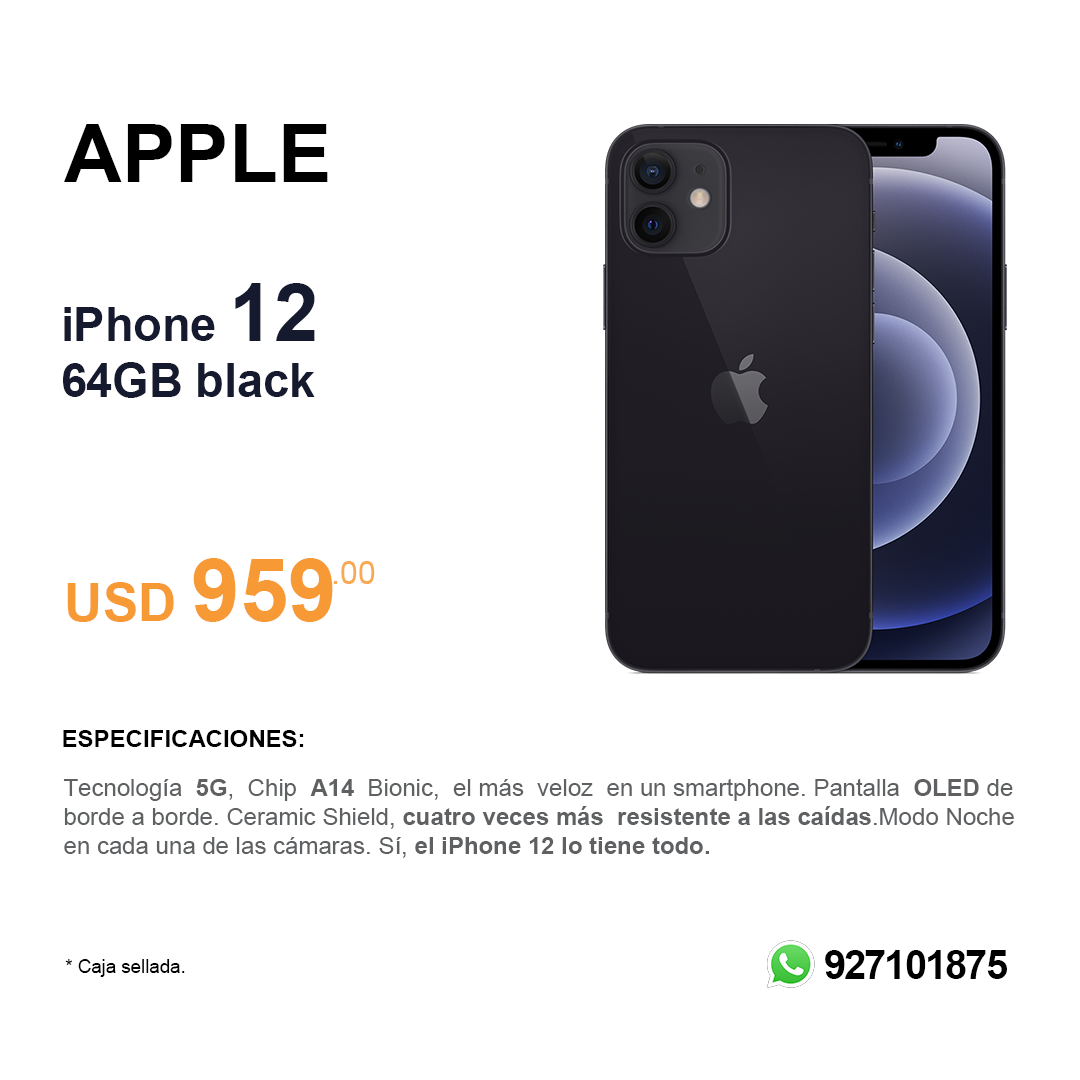 APPLE
iPhone 12
64GB black
USD 959.00
ESPECIFICACIONES:
Tecnología 5G, Chip A14 Bionic, el más veloz en un smartphone. Pantalla OLED de
borde a borde. Ceramic Shield, cuatro veces más resistente a las caídas.Modo Noche
en cada una de las cámaras. Sí, el iPhone 12 lo tiene todo.
* Caja sellada.
927101875